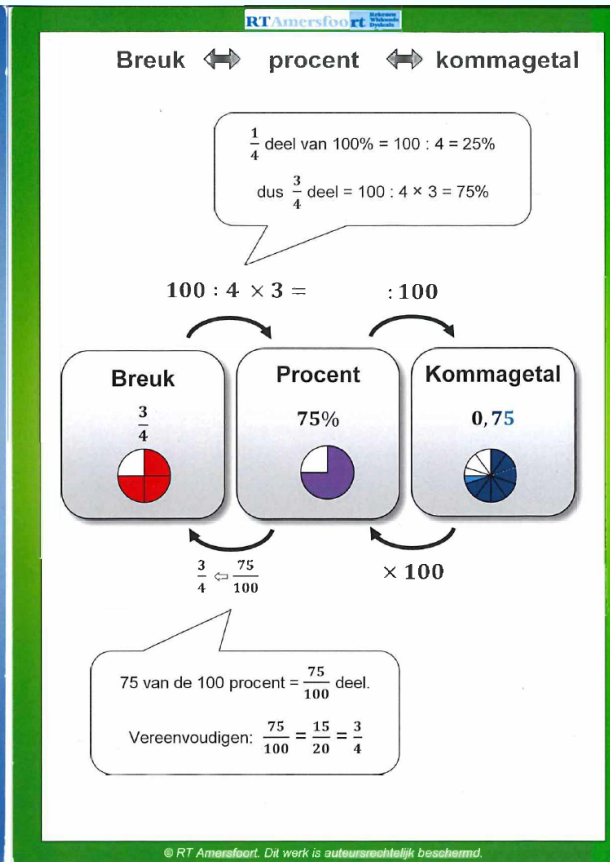 RTAmersfoort Rekenen Wiskunde Dyscalc
Breuk ⇔ procent ⇔ kommagetal
1/4 deel van 100% = 100 : 4 = 25%
dus 3/4 deel = 100 : 4 × 3 = 75%
100 : 4 × 3 = : 100
Breuk Procent Kommagetal
3/4 75% 0,75
3/4 ⇦ 75/100 × 100
75 van de 100 procent = 75/100 deel.
Vereenvoudigen: 75/100 = 15/20 = 3/4
© RT Amersfoort. Dit werk is auteursrechtelijk beschermd.